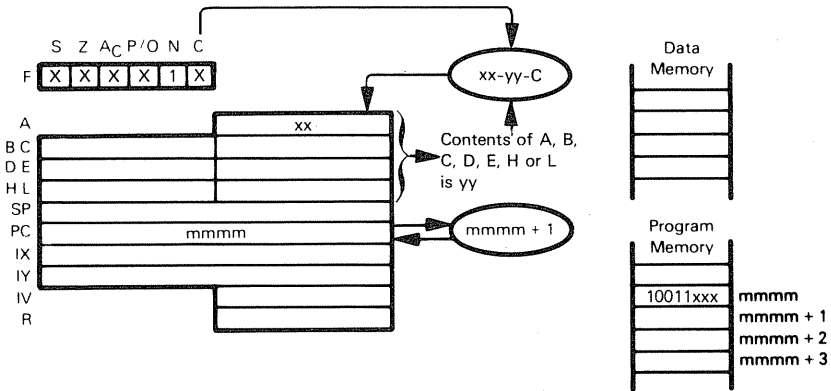 S Z AC P/O N C
F X X X X 1 X
xx-yy-C
Data
Memory
A xx
B C
D E
H L
SP
PC mmmm
IX
IY
IV
R
Contents of A, B,
C, D, E, H or L
is yy
mmmm + 1
Program
Memory
10011xxx mmmm
mmmm + 1
mmmm + 2
mmmm + 3